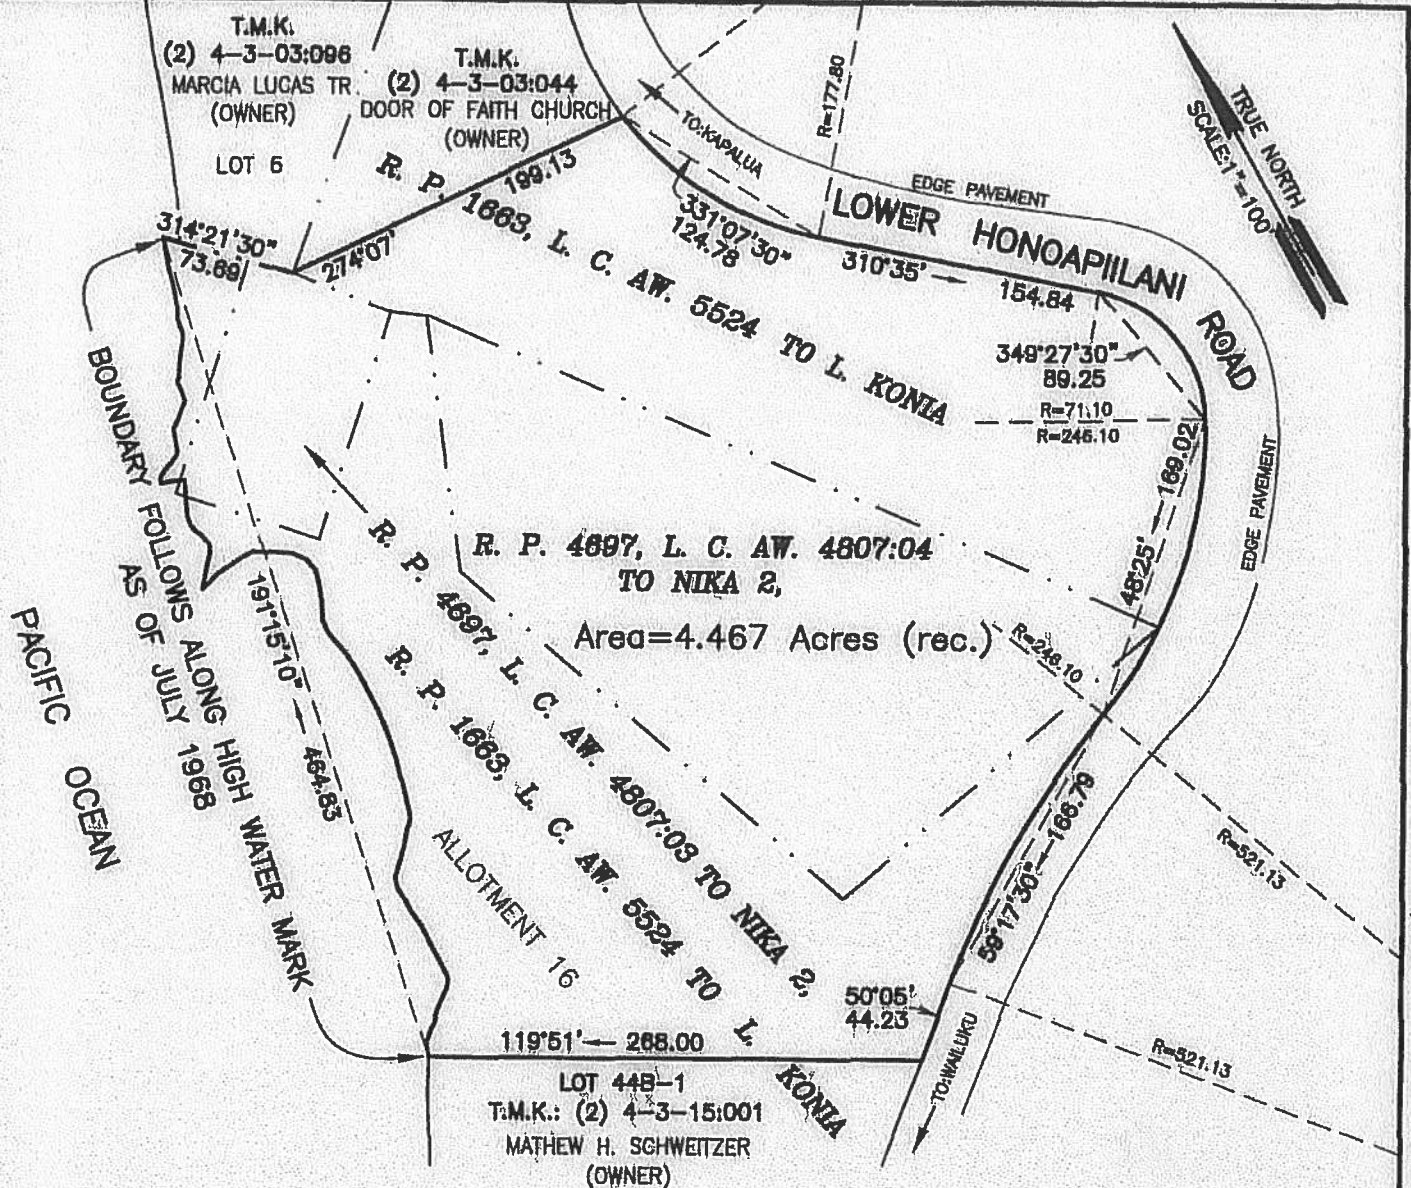 T.M.K.
(2) 4-3-03:096
MARCIA LUCAS TR.
(OWNER)
LOT 6
T.M.K.
(2) 4-3-03:044
DOOR OF FAITH CHURCH
(OWNER)
R=177.80
TO:KAPALUA
TRUE NORTH
SCALE:1"=100'
EDGE PAVEMENT
LOWER HONOAPIILANI ROAD
199.13
274°07'
314°21'30"
73.69
331°07'30"
124.78
310°35'
154.84
349°27'30"
89.25
R=71.10
R=246.10
R. P. 1663, L. C. AW. 5524 TO L. KONIA
169.02
48°25'
EDGE PAVEMENT
BOUNDARY FOLLOWS ALONG HIGH WATER MARK
AS OF JULY 1968
PACIFIC OCEAN
191°15'10"
464.83
R. P. 4697, L. C. AW. 4807:04
TO NIKA 2,
Area=4.467 Acres (rec.)
R=246.10
R. P. 4697, L. C. AW. 4807:03 TO NIKA 2,
R. P. 1663, L. C. AW. 5524 TO L. KONIA
ALLOTMENT 16
166.79
59°17'30"
R=521.13
R=521.13
50°05'
44.23
TO:WAILUKU
119°51' 268.00
LOT 44B-1
T.M.K.: (2) 4-3-15:001
MATHEW H. SCHWEITZER
(OWNER)